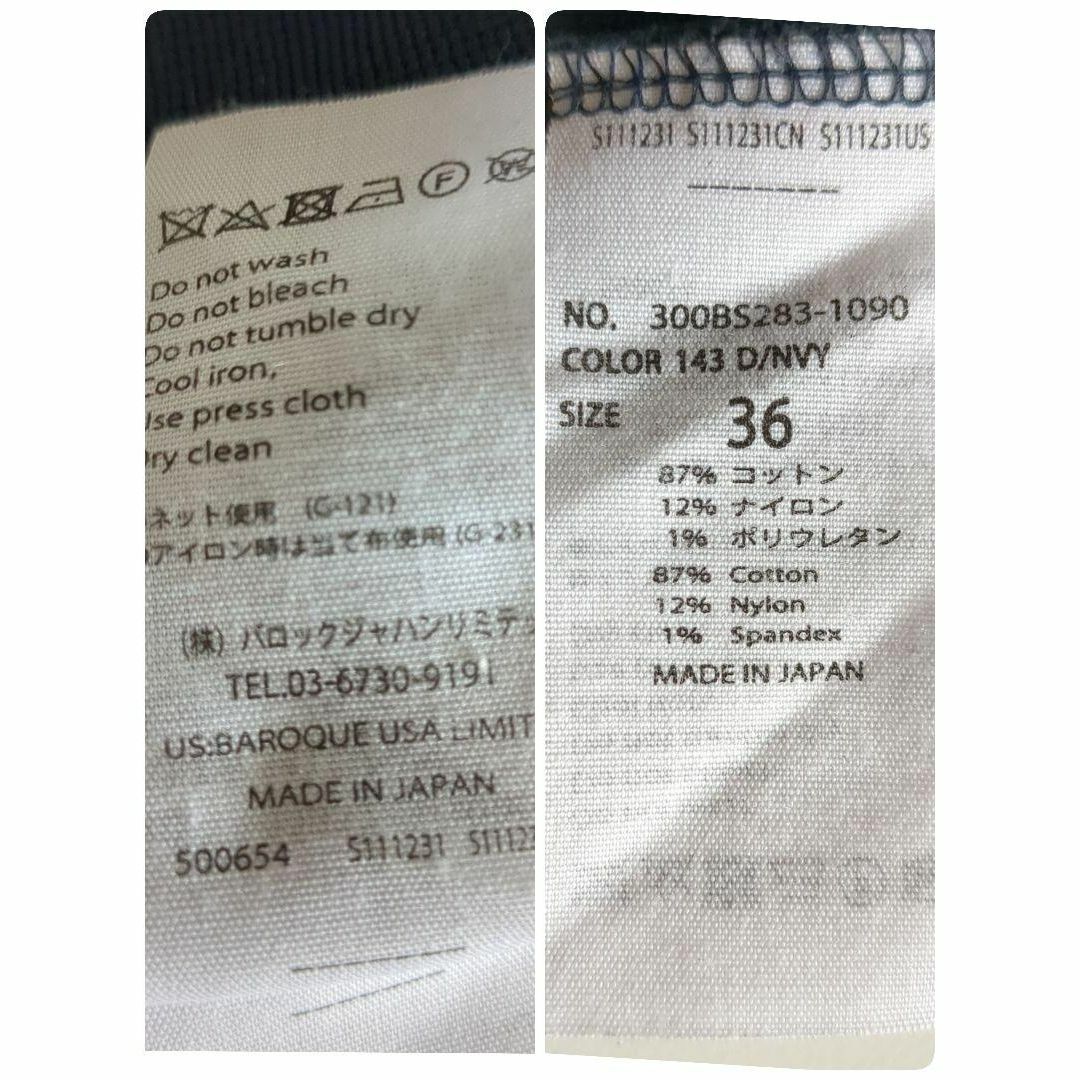 Do not wash
Do not bleach
Do not tumble dry
Cool iron,
Use press cloth
Dry clean
ネット使用 (G-121)
アイロン時は当て布使用 (G-231
(株) バロックジャパンリミテッ
TEL.03-6730-9191
US:BAROQUE USA LIMIT
MADE IN JAPAN
500654 S111231 S11123
S111231 S111231CN S111231US
NO. 300BS283-1090
COLOR 143 D/NVY
SIZE 36
87% コットン
12% ナイロン
1% ポリウレタン
87% Cotton
12% Nylon
1% Spandex
MADE IN JAPAN